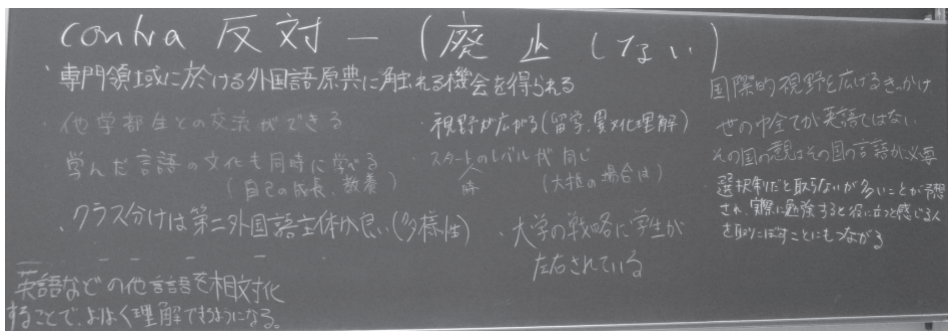 contra 反対 ー (廃止しない)
・専門領域に於ける外国語原典に触れる機会を得られる
・他学部生との交流ができる
学んだ言語の文化も同時に学べる
(自己の成長、教養)
・クラス分けは第二外国語主体が良い(多様性)
英語などの他言語を相対化
することで、よりよく理解できるようになる。
・視野が広がる(留学、異文化理解)
・スタートのレベルが同じ
時
(大抵の場合は)
・大学の戦略に学生が
左右されている
国際的視野を広げるきっかけ
世の中全てが英語ではない
その国の観はその国の言語が必要
・選択制だと取らない が多いことが予想
され、実際に勉強すると役に立つと感じる人
を取りこぼすことにもつながる